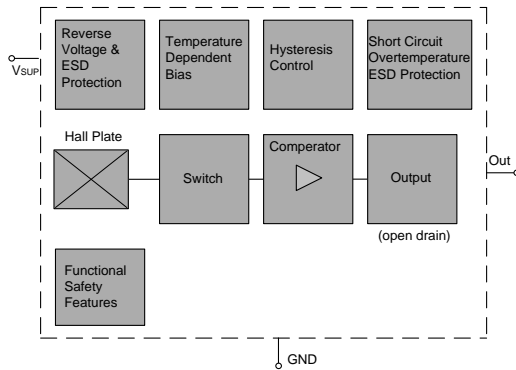 Reverse
Voltage &
ESD
Protection
Temperature
Dependent
Bias
Hysteresis
Control
Short Circuit
Overtemperature
ESD Protection
VSUP
Hall Plate
Switch
Comperator
Output
Out
(open drain)
Functional
Safety
Features
GND